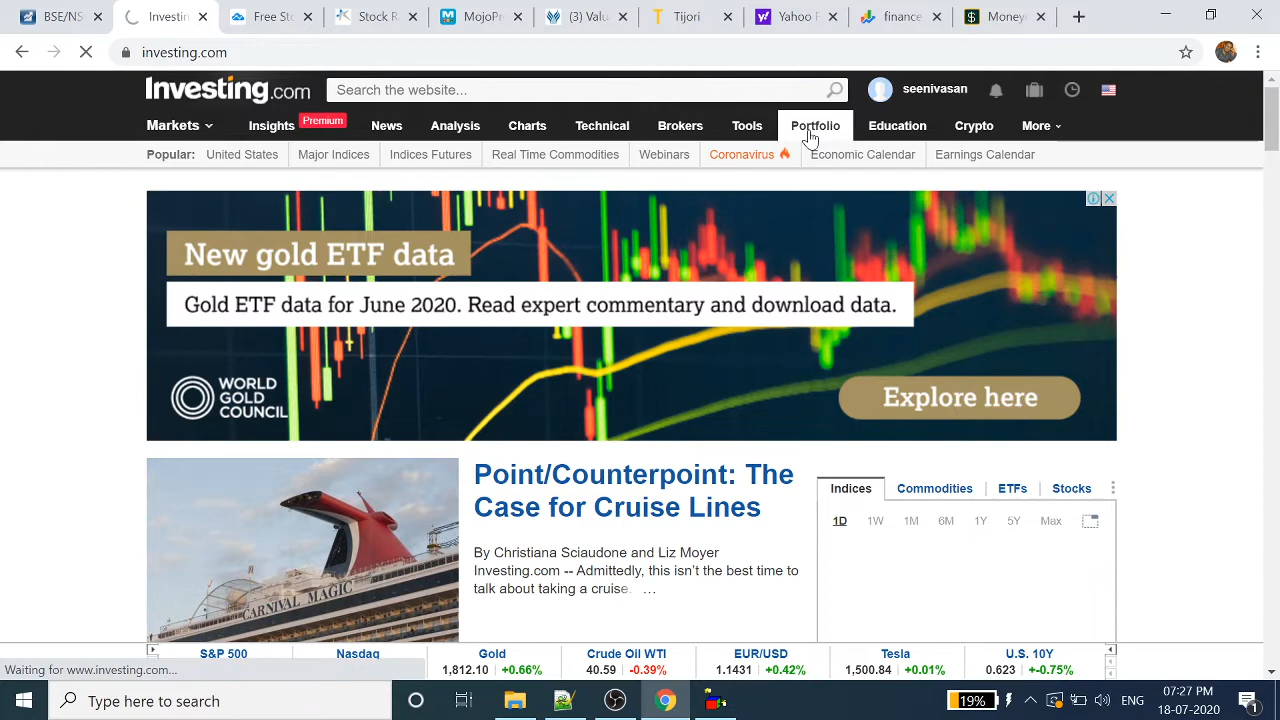 BSE/NS
Investing
Free Sto
Stock R
MojoPr
(3) Valu
Tijori
Yahoo F
finance
Money
investing.com
Investing.com
Search the website...
seenivasan
Markets
Insights
Premium
News
Analysis
Charts
Technical
Brokers
Tools
Portfolio
Education
Crypto
More
Popular:
United States
Major Indices
Indices Futures
Real Time Commodities
Webinars
Coronavirus
Economic Calendar
Earnings Calendar
New gold ETF data
Gold ETF data for June 2020. Read expert commentary and download data.
WORLD
GOLD
COUNCIL
Explore here
Point/Counterpoint: The
Case for Cruise Lines
By Christiana Sciaudone and Liz Moyer
Investing.com -- Admittedly, this isn't the best time to
talk about taking a cruise. ...
CARNIVAL MAGIC
Indices
Commodities
ETFs
Stocks
1D
1W
1M
6M
1Y
5Y
Max
S&P 500
Nasdaq
Gold
Crude Oil WTI
EUR/USD
Tesla
U.S. 10Y
1,812.10 +0.66%
40.59 -0.39%
1.1431 +0.42%
1,500.84 +0.01%
0.623 +-0.75%
Waiting for www.investing.com...
Type here to search
19%
ENG
07:27 PM
18-07-2020
1